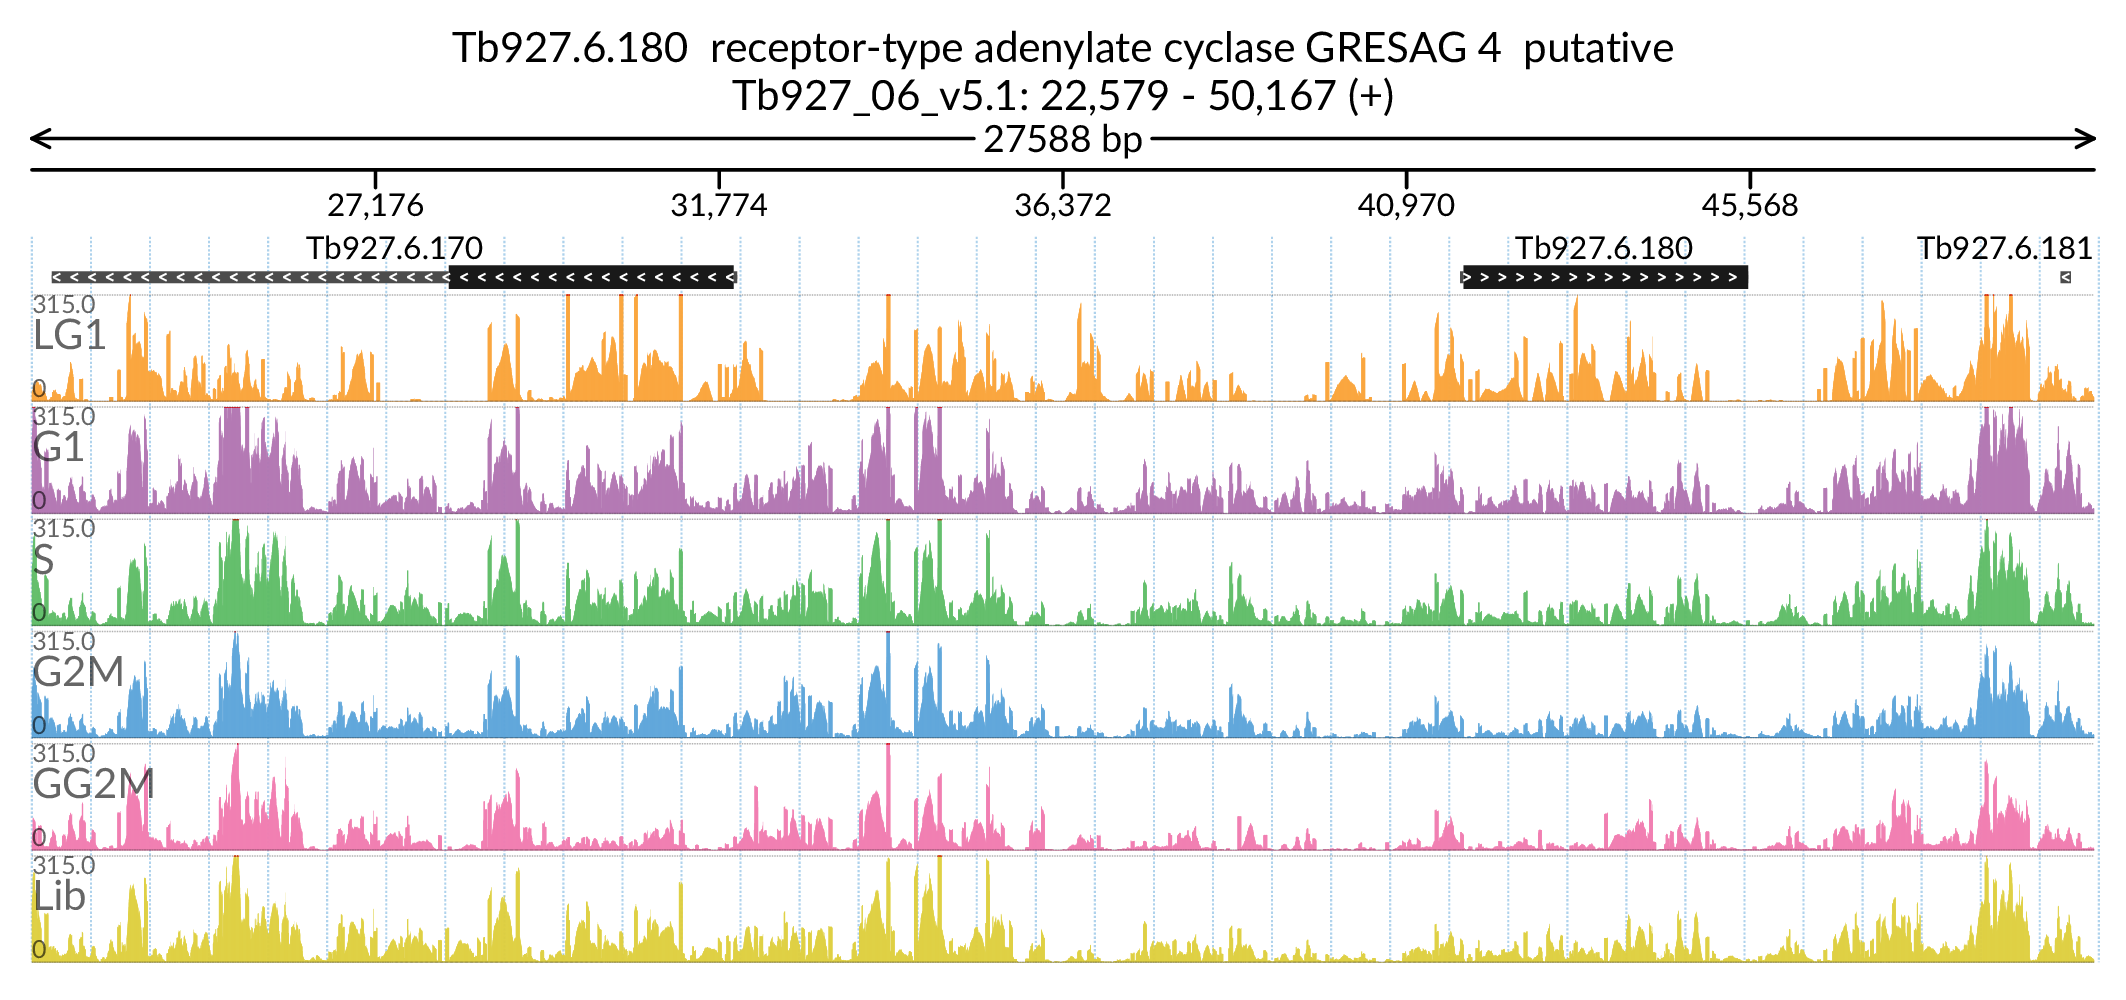 Tb927.6.180  receptor-type adenylate cyclase GRESAG 4  putative
Tb927_06_v5.1: 22,579 - 50,167 (+)
27588 bp
27,176 31,774 36,372 40,970 45,568
Tb927.6.170 Tb927.6.180 Tb927.6.181
315.0
LG1
0
315.0
G1
0
315.0
S
0
315.0
G2M
0
315.0
GG2M
0
315.0
Lib
0